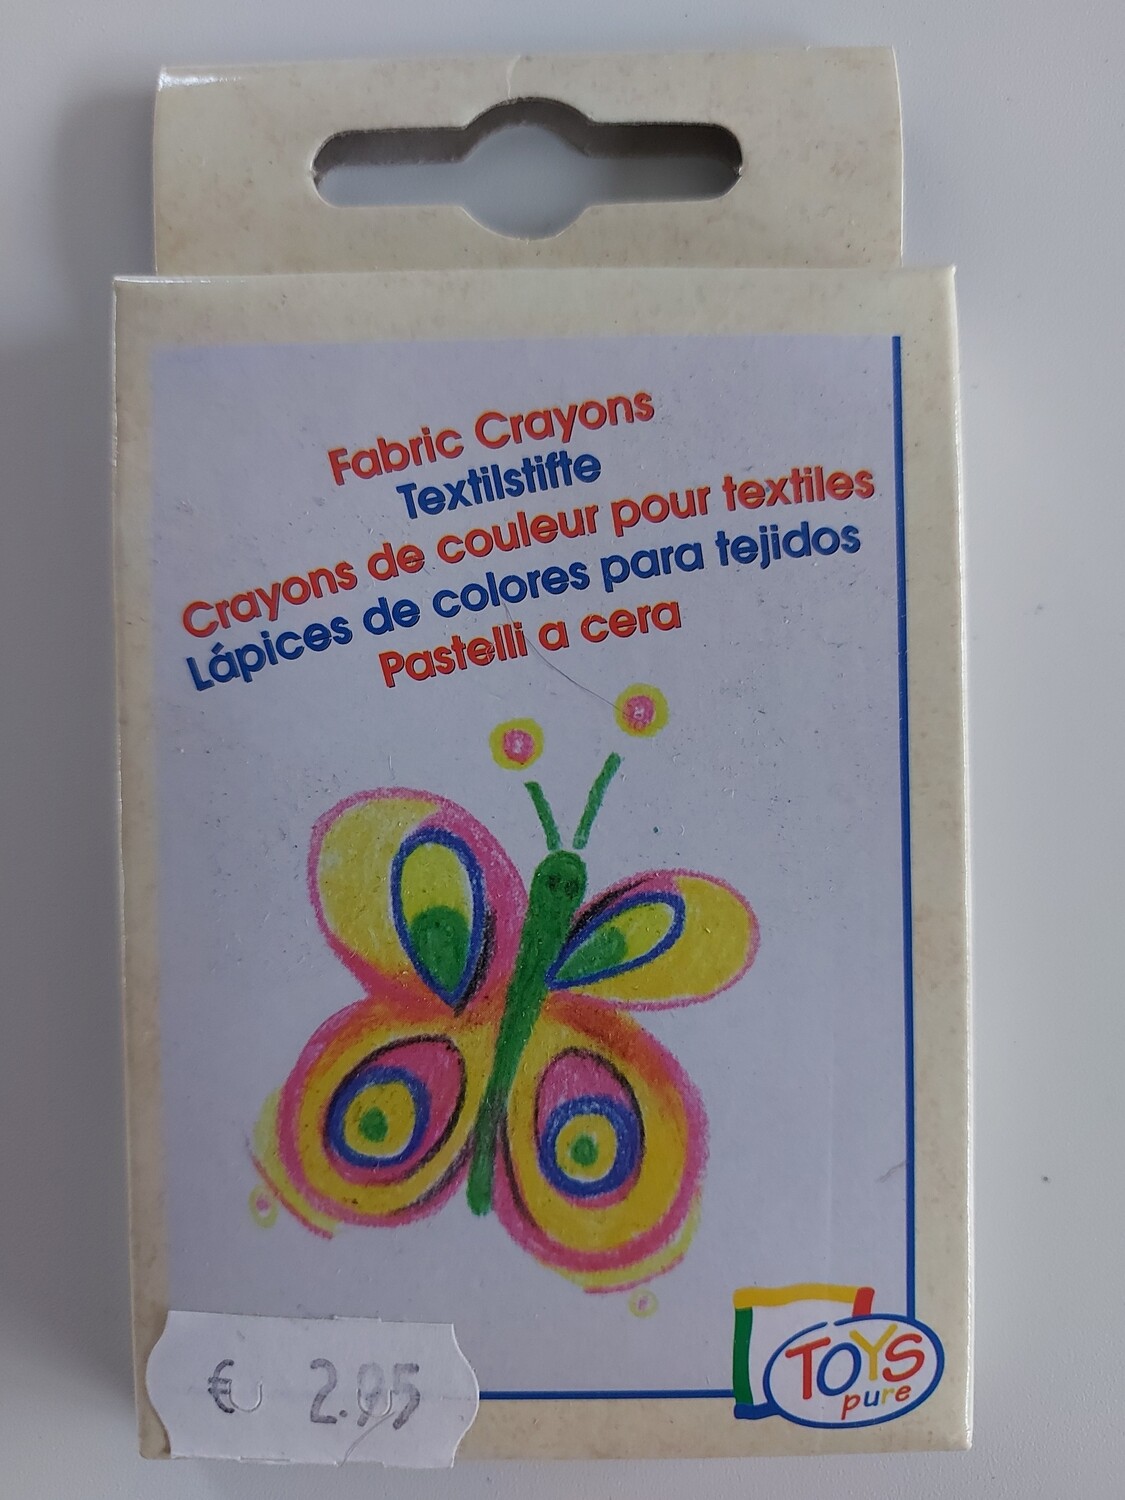 Fabric Crayons
Textilstifte
Crayons de couleur pour textiles
Lápices de colores para tejidos
Pastelli a cera
€ 2.95
TOYS
pure